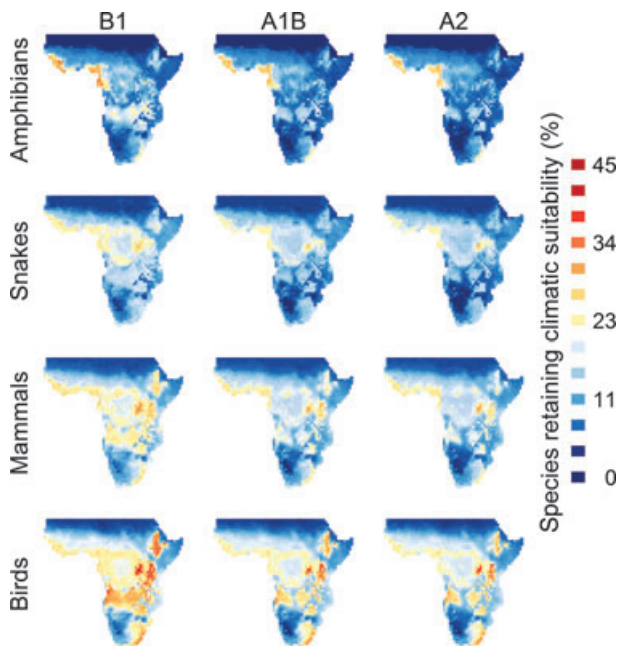 B1 A1B A2
Amphibians
Snakes
Mammals
Birds
Species retaining climatic suitability (%)
45
34
23
11
0